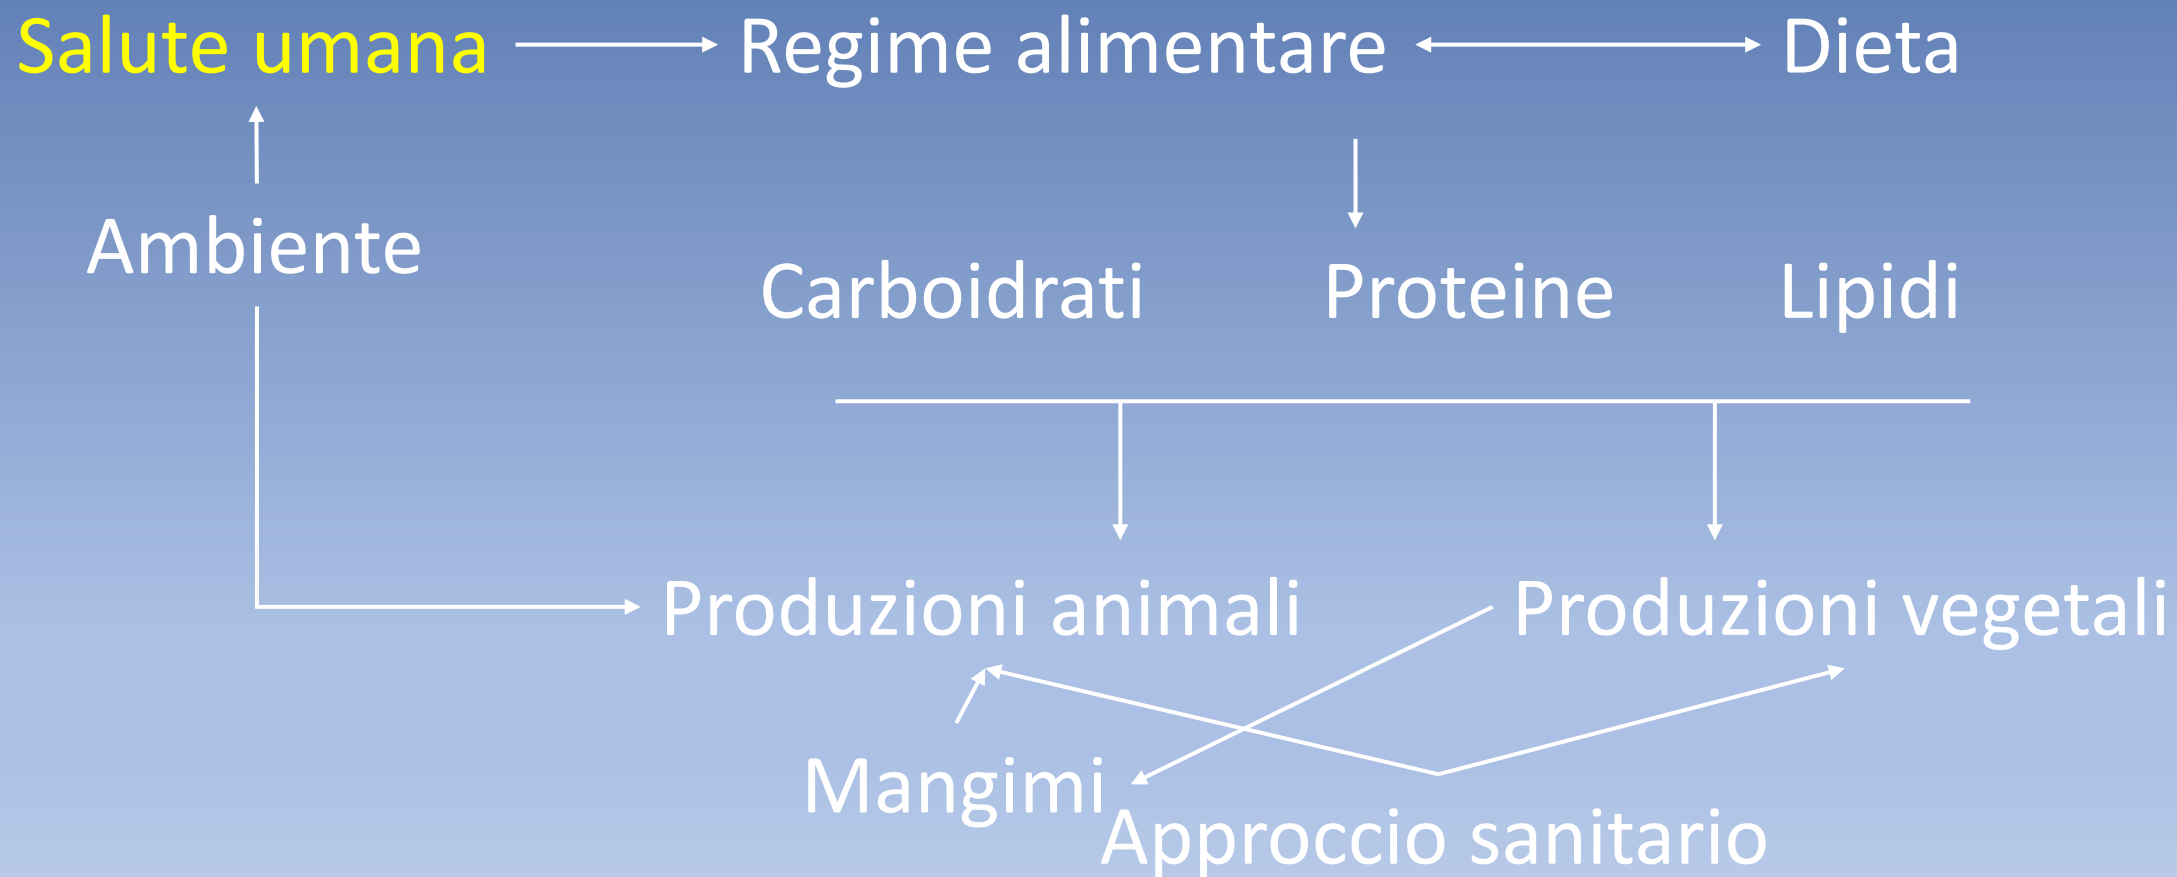 Salute umana
Regime alimentare
Dieta
Ambiente
Carboidrati
Proteine
Lipidi
Produzioni animali
Produzioni vegetali
Mangimi
Approccio sanitario